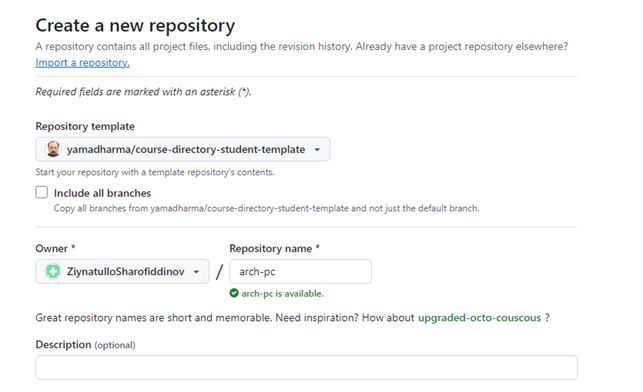 Create a new repository
A repository contains all project files, including the revision history. Already have a project repository elsewhere?
Import a repository.
Required fields are marked with an asterisk (*).
Repository template
yamadharma/course-directory-student-template
Start your repository with a template repository's contents.
Include all branches
Copy all branches from yamadharma/course-directory-student-template and not just the default branch.
Owner * Repository name *
ZiynatulloSharofiddinov / arch-pc
arch-pc is available.
Great repository names are short and memorable. Need inspiration? How about upgraded-octo-couscous ?
Description (optional)